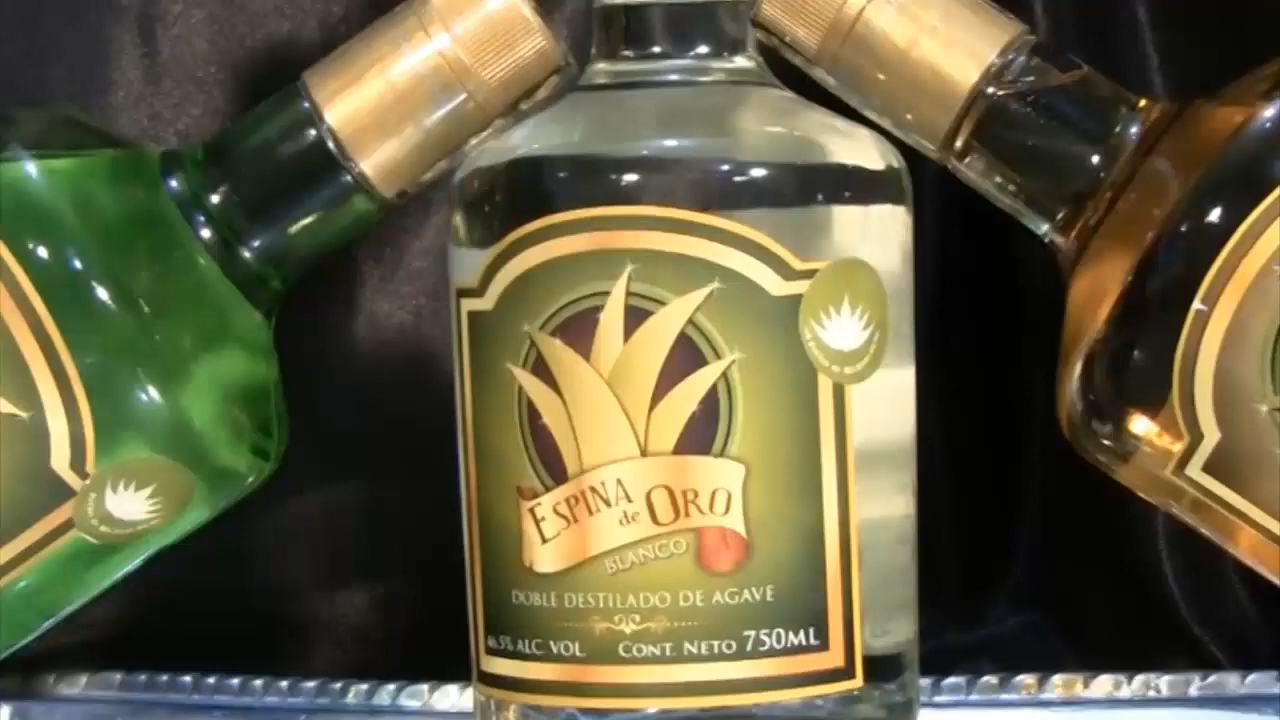 ESPINA de ORO
BLANCO
DOBLE DESTILADO DE AGAVE
46.5% ALC VOL CONT. NETO 750ML